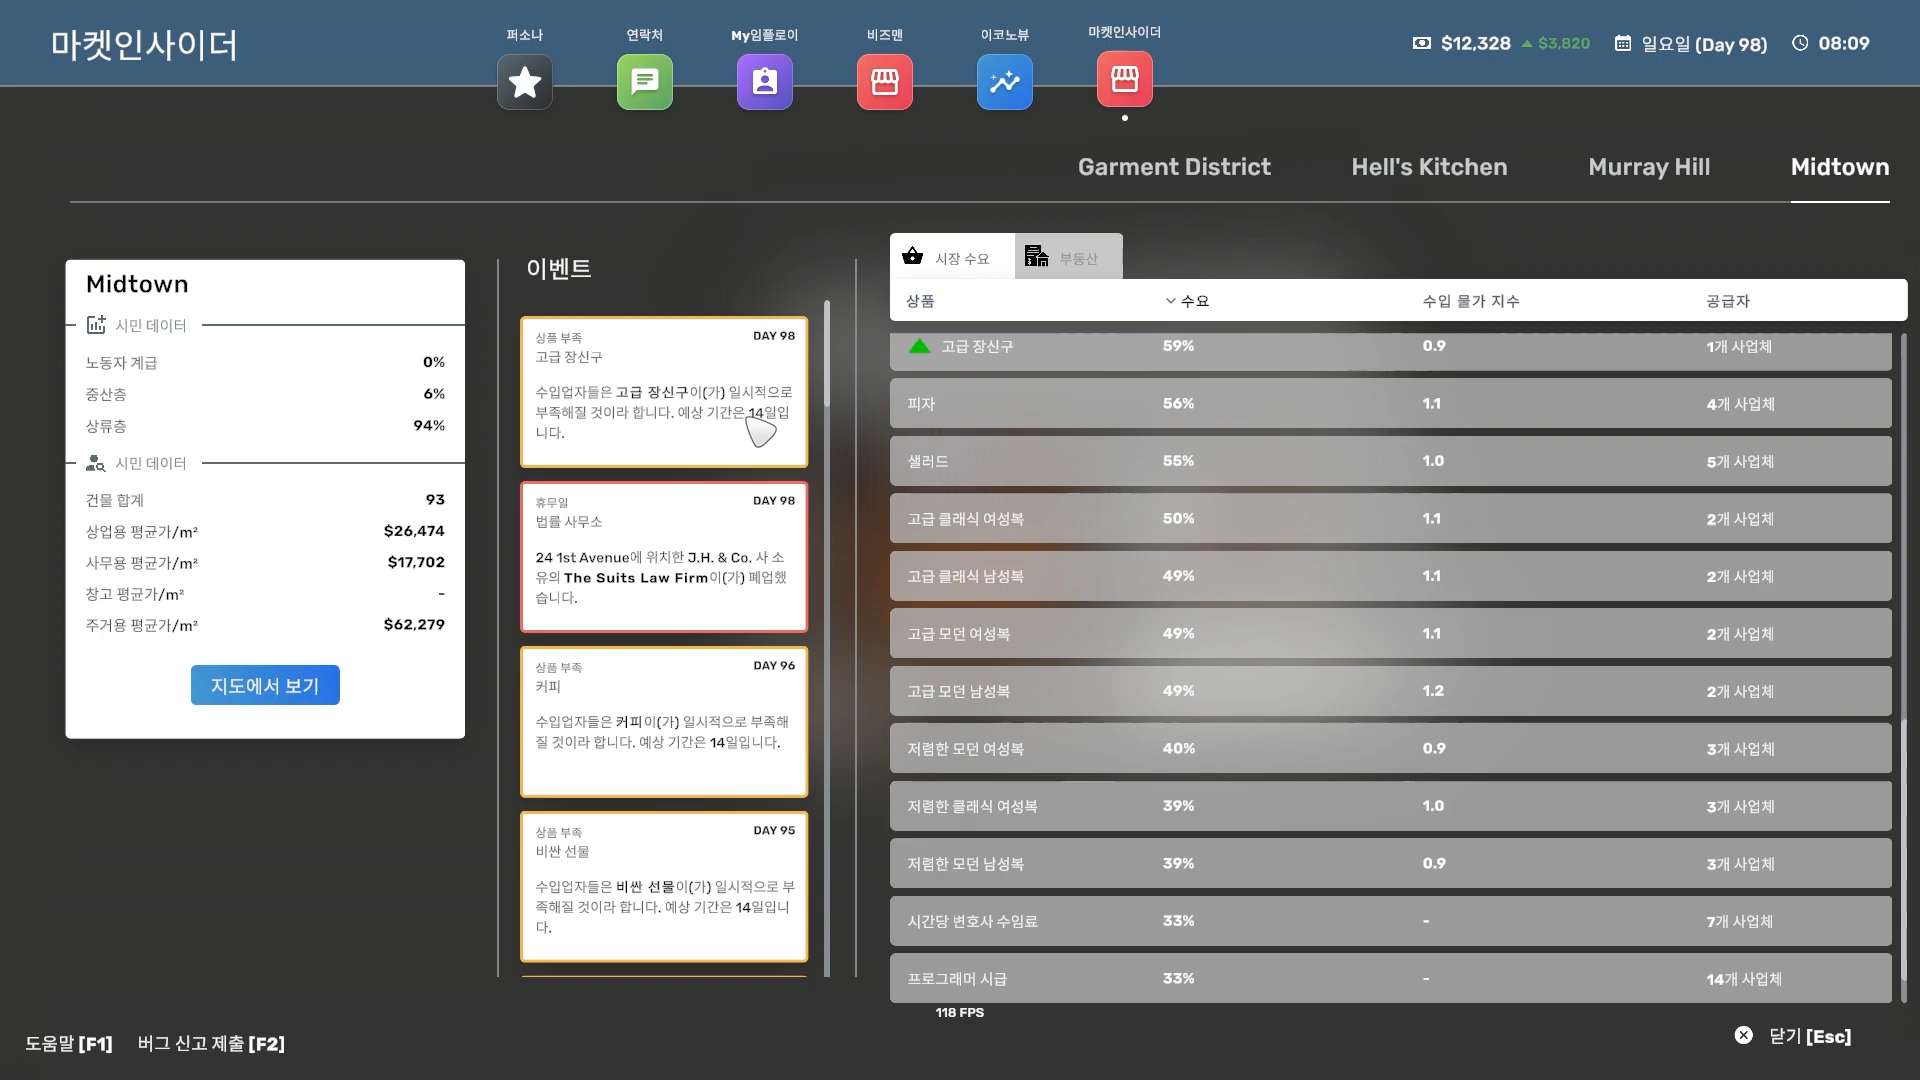 마켓인사이더
퍼소나
연락처
My임플로이
비즈맨
이코노뷰
마켓인사이더
$12,328 $3,820 일요일 (Day 98) 08:09
Garment District Hell's Kitchen Murray Hill Midtown
Midtown
시민 데이터
노동자 계급 0%
중산층 6%
상류층 94%
시민 데이터
건물 합계 93
상업용 평균가/m² $26,474
사무용 평균가/m² $17,702
창고 평균가/m² -
주거용 평균가/m² $62,279
지도에서 보기
이벤트
상품 부족 DAY 98
고급 장신구
수입업자들은 고급 장신구이(가) 일시적으로
부족해질 것이라 합니다. 예상 기간은 14일입
니다.
휴무일 DAY 98
법률 사무소
24 1st Avenue에 위치한 J.H. & Co. 사 소
유의 The Suits Law Firm이(가) 폐업했
습니다.
상품 부족 DAY 96
커피
수입업자들은 커피이(가) 일시적으로 부족해
질 것이라 합니다. 예상 기간은 14일입니다.
상품 부족 DAY 95
비싼 선물
수입업자들은 비싼 선물이(가) 일시적으로 부
족해질 것이라 합니다. 예상 기간은 14일입니
다.
시장 수요 부동산
상품 수요 수입 물가 지수 공급자
고급 장신구 59% 0.9 1개 사업체
피자 56% 1.1 4개 사업체
샐러드 55% 1.0 5개 사업체
고급 클래식 여성복 50% 1.1 2개 사업체
고급 클래식 남성복 49% 1.1 2개 사업체
고급 모던 여성복 49% 1.1 2개 사업체
고급 모던 남성복 49% 1.2 2개 사업체
저렴한 모던 여성복 40% 0.9 3개 사업체
저렴한 클래식 여성복 39% 1.0 3개 사업체
저렴한 모던 남성복 39% 0.9 3개 사업체
시간당 변호사 수임료 33% - 7개 사업체
프로그래머 시급 33% - 14개 사업체
118 FPS
도움말 [F1] 버그 신고 제출 [F2]
닫기 [Esc]